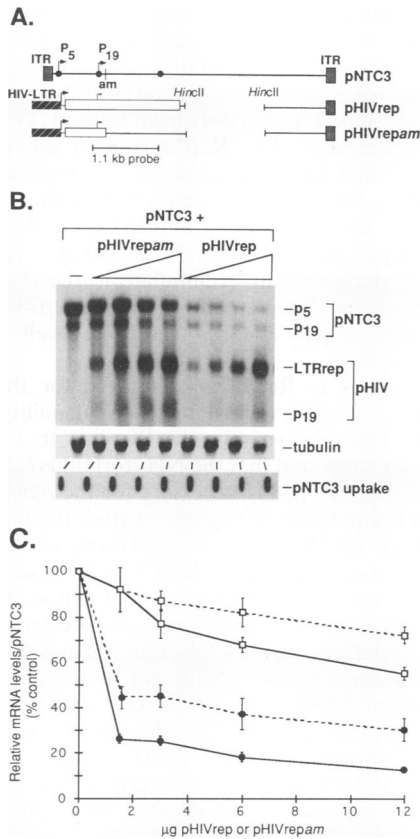 A.
ITR P5 P19 ITR
am
pNTC3
HIV-LTR HincII HincII
pHIVrep
pHIVrepam
1.1 kb probe
B.
pNTC3 +
pHIVrepam pHIVrep
–
–p5
–p19
pNTC3
–LTRrep
–p19
pHIV
–tubulin
–pNTC3 uptake
C.
Relative mRNA levels/pNTC3
(% control)
100
80
60
40
20
0
0 2 4 6 8 10 12
µg pHIVrep or pHIVrepam